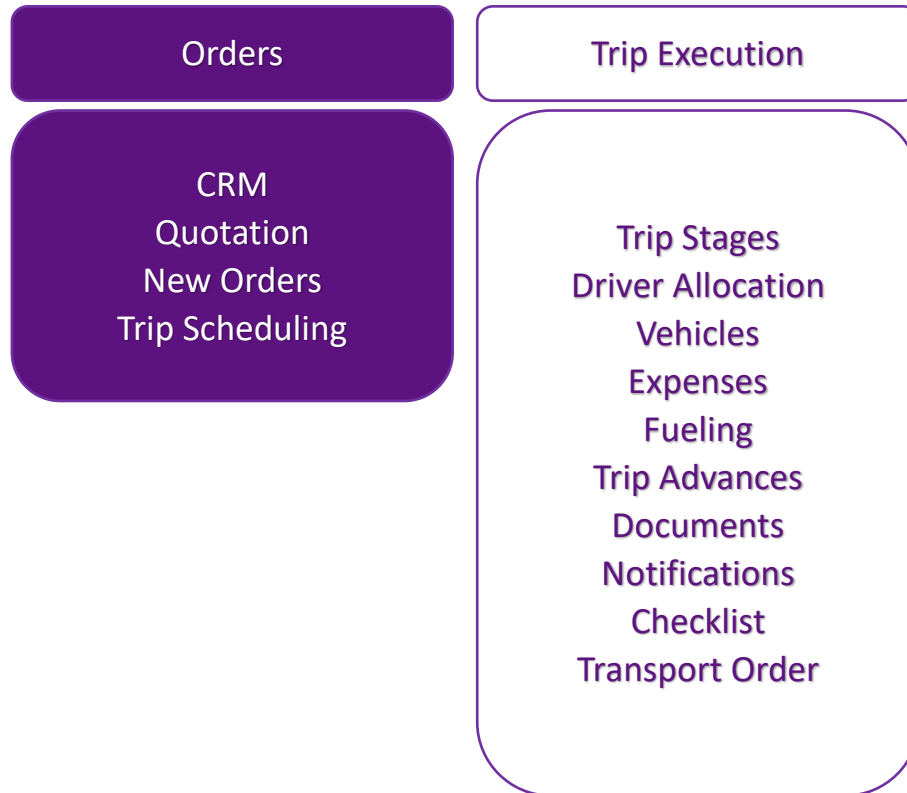 Orders
CRM
Quotation
New Orders
Trip Scheduling
Trip Execution
Trip Stages
Driver Allocation
Vehicles
Expenses
Fueling
Trip Advances
Documents
Notifications
Checklist
Transport Order